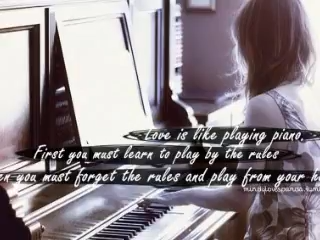 Love is like playing piano.
First you must learn to play by the rules
you must forget the rules and play from your